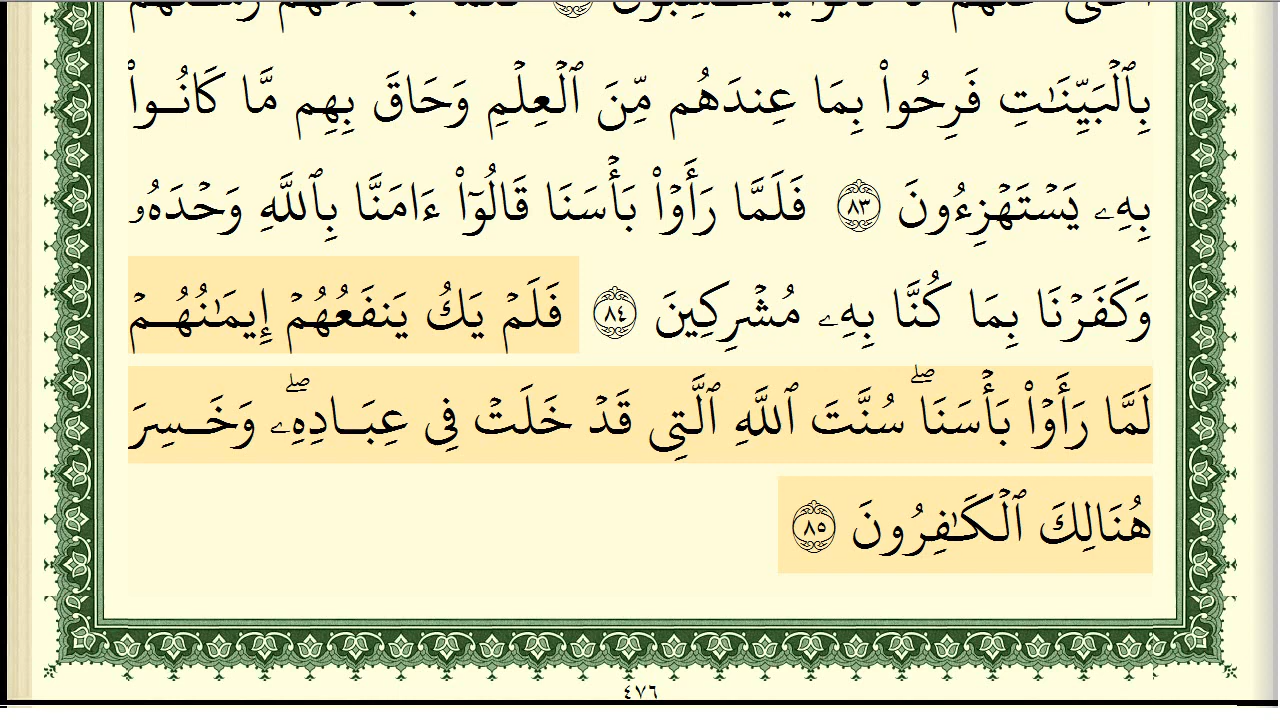 بِٱلْبَيِّنَـٰتِ فَرِحُوا۟ بِمَا عِندَهُم مِّنَ ٱلْعِلْمِ وَحَاقَ بِهِم مَّا كَانُوا۟
بِهِۦ يَسْتَهْزِءُونَ ٨٣ فَلَمَّا رَأَوْا۟ بَأْسَنَا قَالُوٓا۟ ءَامَنَّا بِٱللَّهِ وَحْدَهُۥ
وَكَفَرْنَا بِمَا كُنَّا بِهِۦ مُشْرِكِينَ ٨٤ فَلَمْ يَكُ يَنفَعُهُمْ إِيمَـٰنُهُمْ
لَمَّا رَأَوْا۟ بَأْسَنَا ۖ سُنَّتَ ٱللَّهِ ٱلَّتِى قَدْ خَلَتْ فِى عِبَادِهِۦ ۖ وَخَسِرَ
هُنَالِكَ ٱلْكَـٰفِرُونَ ٨٥
٤٧٦